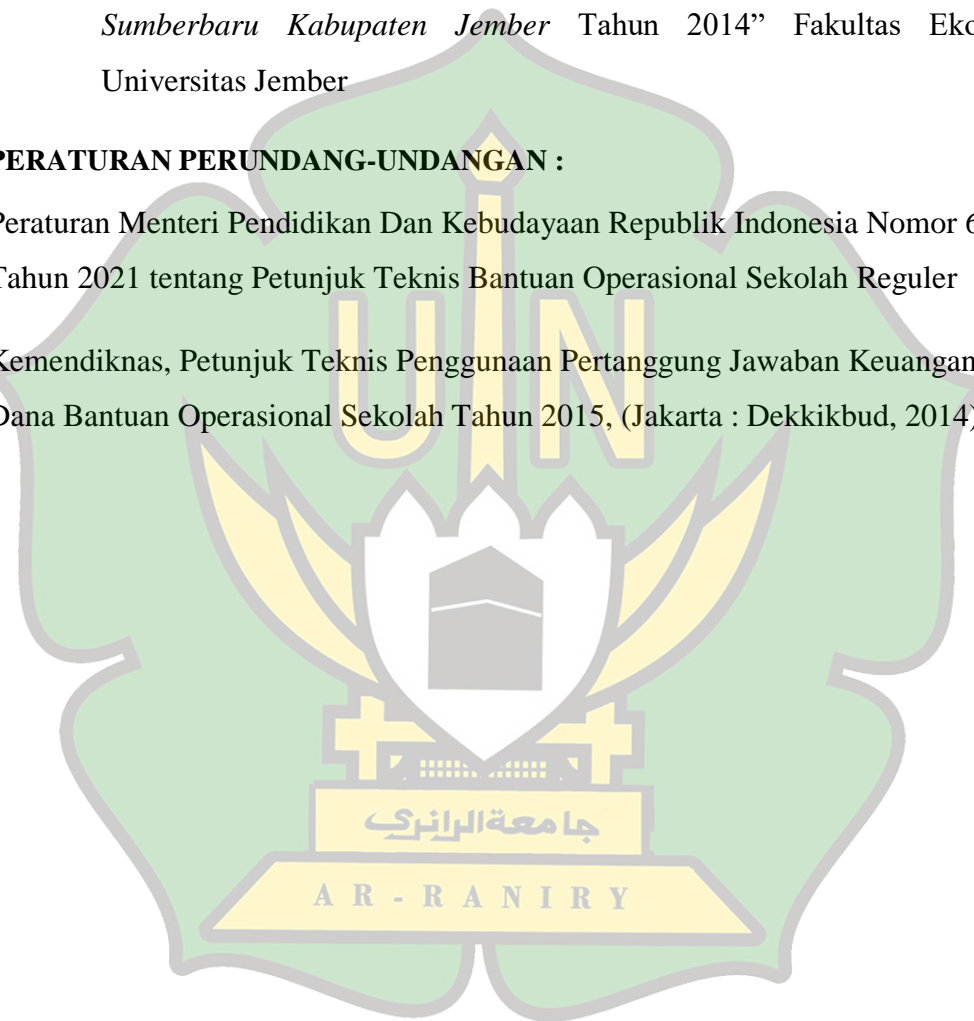 Sumberbaru Kabupaten Jember Tahun 2014” Fakultas Eko
Universitas Jember
PERATURAN PERUNDANG-UNDANGAN :
Peraturan Menteri Pendidikan Dan Kebudayaan Republik Indonesia Nomor 6
Tahun 2021 tentang Petunjuk Teknis Bantuan Operasional Sekolah Reguler
Kemendiknas, Petunjuk Teknis Penggunaan Pertanggung Jawaban Keuangan
Dana Bantuan Operasional Sekolah Tahun 2015, (Jakarta : Dekkikbud, 2014)
UIN
جامعة الرانري
AR-RANIRY